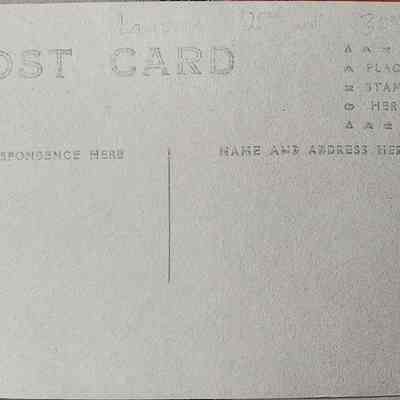 OST CARD
PLAC
STAM
HER
SPONDENCE HERE
NAME AND ADDRESS HER